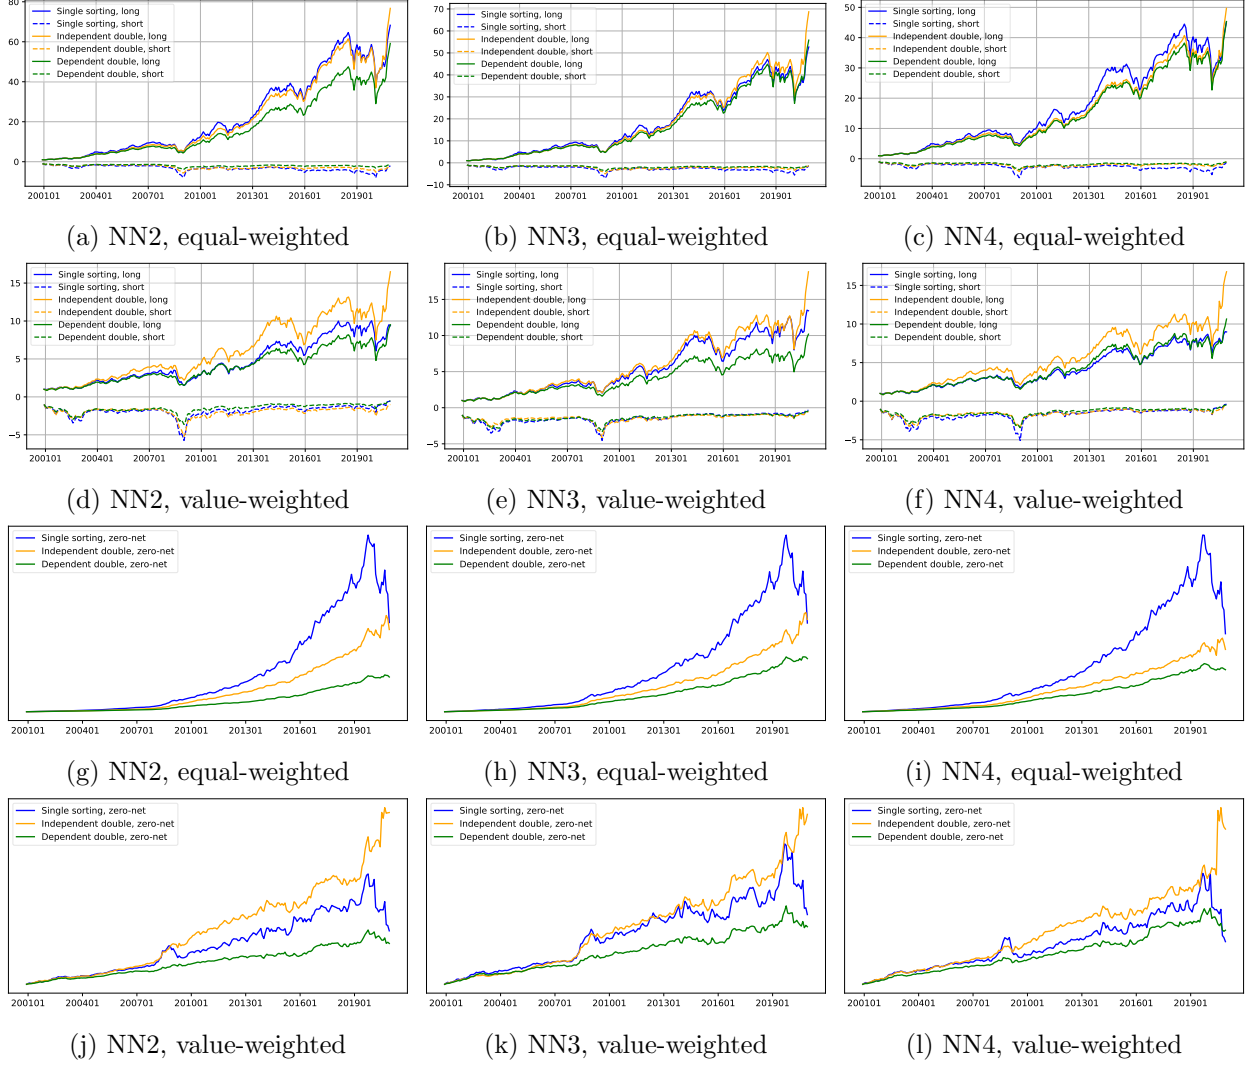 80
60
40
20
0
200101 200401 200701 201001 201301 201601 201901
Single sorting, long
Single sorting, short
Independent double, long
Independent double, short
Dependent double, long
Dependent double, short
(a) NN2, equal-weighted
70
60
50
40
30
20
10
0
−10
200101 200401 200701 201001 201301 201601 201901
Single sorting, long
Single sorting, short
Independent double, long
Independent double, short
Dependent double, long
Dependent double, short
(b) NN3, equal-weighted
50
40
30
20
10
0
200101 200401 200701 201001 201301 201601 201901
Single sorting, long
Single sorting, short
Independent double, long
Independent double, short
Dependent double, long
Dependent double, short
(c) NN4, equal-weighted
15
10
5
0
−5
200101 200401 200701 201001 201301 201601 201901
Single sorting, long
Single sorting, short
Independent double, long
Independent double, short
Dependent double, long
Dependent double, short
(d) NN2, value-weighted
15
10
5
0
−5
200101 200401 200701 201001 201301 201601 201901
Single sorting, long
Single sorting, short
Independent double, long
Independent double, short
Dependent double, long
Dependent double, short
(e) NN3, value-weighted
15
10
5
0
−5
200101 200401 200701 201001 201301 201601 201901
Single sorting, long
Single sorting, short
Independent double, long
Independent double, short
Dependent double, long
Dependent double, short
(f) NN4, value-weighted
Single sorting, zero-net
Independent double, zero-net
Dependent double, zero-net
200101 200401 200701 201001 201301 201601 201901
(g) NN2, equal-weighted
Single sorting, zero-net
Independent double, zero-net
Dependent double, zero-net
200101 200401 200701 201001 201301 201601 201901
(h) NN3, equal-weighted
Single sorting, zero-net
Independent double, zero-net
Dependent double, zero-net
200101 200401 200701 201001 201301 201601 201901
(i) NN4, equal-weighted
Single sorting, zero-net
Independent double, zero-net
Dependent double, zero-net
200101 200401 200701 201001 201301 201601 201901
(j) NN2, value-weighted
Single sorting, zero-net
Independent double, zero-net
Dependent double, zero-net
200101 200401 200701 201001 201301 201601 201901
(k) NN3, value-weighted
Single sorting, zero-net
Independent double, zero-net
Dependent double, zero-net
200101 200401 200701 201001 201301 201601 201901
(l) NN4, value-weighted